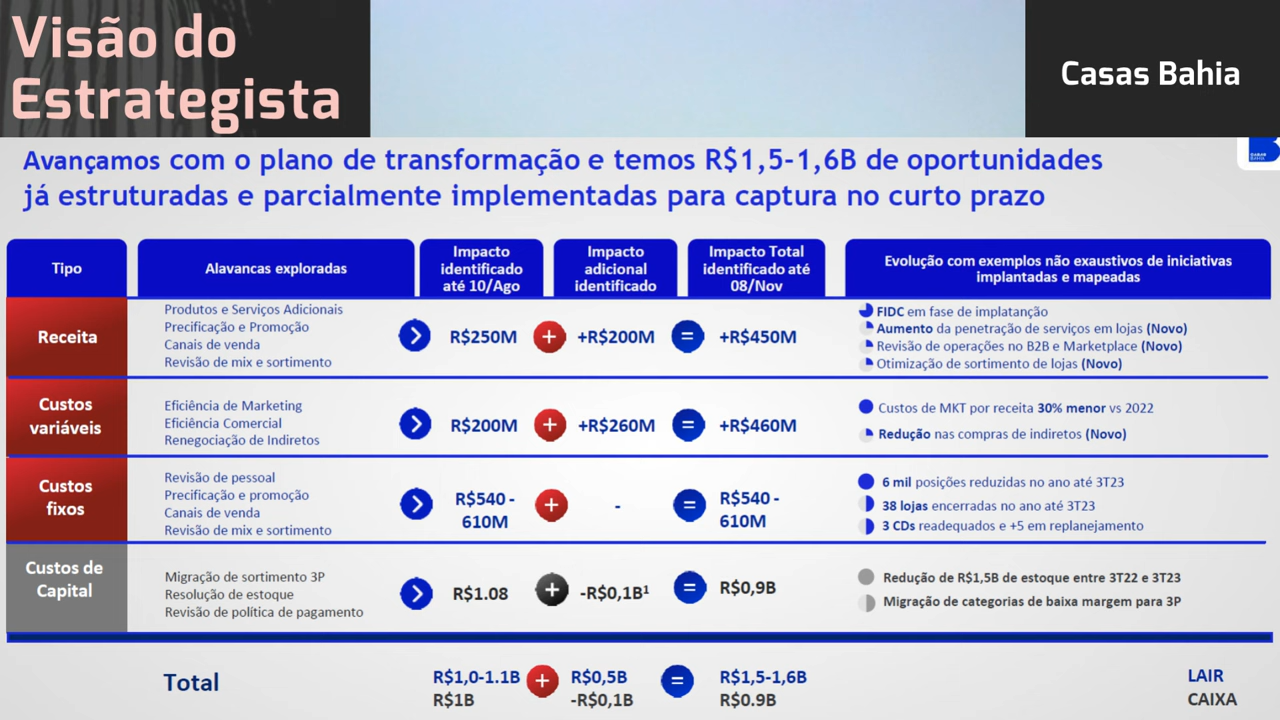 Visão do
Estrategista
Casas Bahia
Avançamos com o plano de transformação e temos R$1,5-1,6B de oportunidades
já estruturadas e parcialmente implementadas para captura no curto prazo
Tipo
Alavancas exploradas
Impacto
identificado
até 10/Ago
Impacto
adicional
identificado
Impacto Total
identificado até
08/Nov
Evolução com exemplos não exaustivos de iniciativas
implantadas e mapeadas
Receita
Produtos e Serviços Adicionais
Precificação e Promoção
Canais de venda
Revisão de mix e sortimento
R$250M
+
+R$200M
=
+R$450M
FIDC em fase de implatanção
Aumento da penetração de serviços em lojas (Novo)
Revisão de operações no B2B e Marketplace (Novo)
Otimização de sortimento de lojas (Novo)
Custos
variáveis
Eficiência de Marketing
Eficiência Comercial
Renegociação de Indiretos
R$200M
+
+R$260M
=
+R$460M
Custos de MKT por receita 30% menor vs 2022
Redução nas compras de indiretos (Novo)
Custos
fixos
Revisão de pessoal
Precificação e promoção
Canais de venda
Revisão de mix e sortimento
R$540 -
610M
+
-
=
R$540 -
610M
6 mil posições reduzidas no ano até 3T23
38 lojas encerradas no ano até 3T23
3 CDs readequados e +5 em replanejamento
Custos de
Capital
Migração de sortimento 3P
Resolução de estoque
Revisão de política de pagamento
R$1.08
+
-R$0,1B¹
=
R$0,9B
Redução de R$1,5B de estoque entre 3T22 e 3T23
Migração de categorias de baixa margem para 3P
Total
R$1,0-1.1B
R$1B
+
R$0,5B
-R$0,1B
=
R$1,5-1,6B
R$0.9B
LAIR
CAIXA